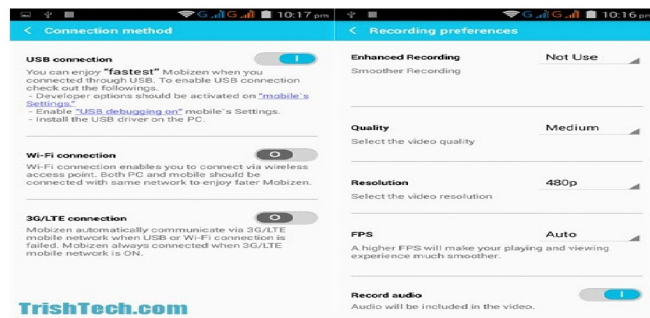 G G 10:17 pm
< Connection method
USB connection
You can enjoy "fastest" Mobizen when you
connected through USB. To enable USB connection
check out the followings.
- Developer options should be activated on "mobile`s
Settings."
- Enable "USB debugging on" mobile`s Settings.
- Install the USB driver on the PC.
Wi-Fi connection
Wi-Fi connection enables you to connect via wireless
access point. Both PC and mobile should be
connected with same network to enjoy fater Mobizen.
3G/LTE connection
Mobizen automatically communicate via 3G/LTE
mobile network when USB or Wi-Fi connection is
failed. Mobizen always connected when 3G/LTE
mobile network is ON.
TrishTech.com
G G 10:16 pm
< Recording preferences
Enhanced Recording Not Use
Smoother Recording
Quality Medium
Select the video quality
Resolution 480p
Select the video resolution
FPS Auto
A higher FPS will make your playing and viewing
experience much smoother.
Record audio
Audio will be included in the video.